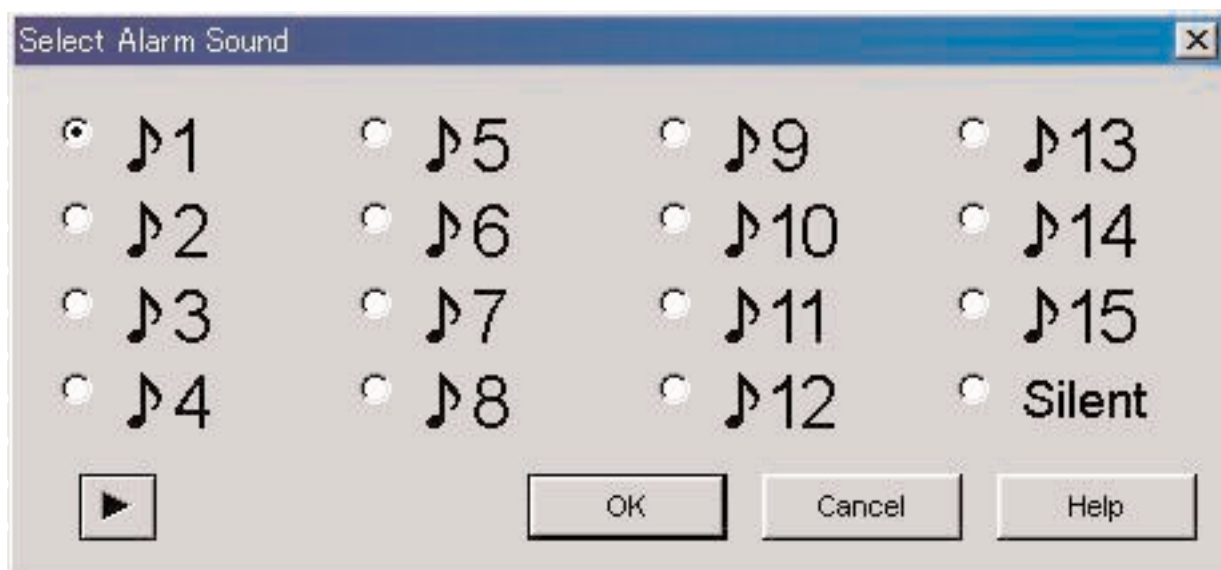 Select Alarm Sound
♪1 ♪5 ♪9 ♪13
♪2 ♪6 ♪10 ♪14
♪3 ♪7 ♪11 ♪15
♪4 ♪8 ♪12 Silent
OK Cancel Help